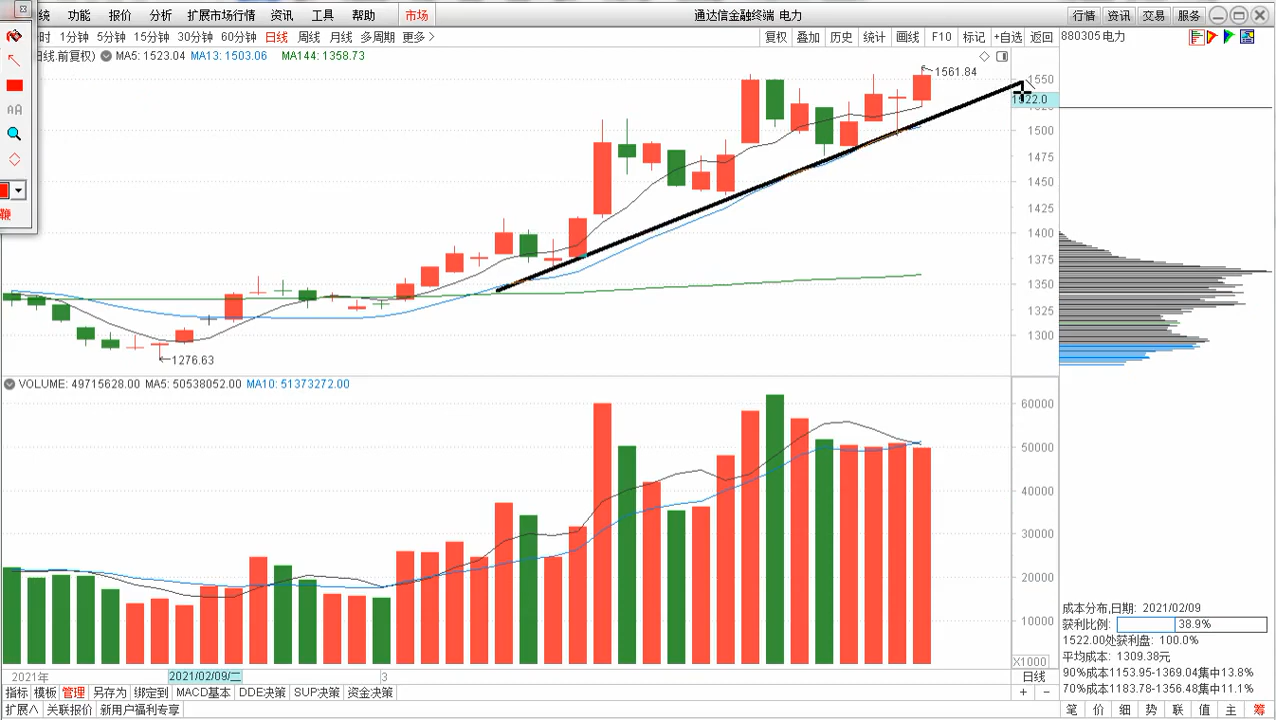 线 功能 报价 分析 扩展市场行情 资讯 工具 帮助 市场 通达信金融终端 电力 行情 资讯 交易 服务
时 1分钟 5分钟 15分钟 30分钟 60分钟 日线 周线 月线 多周期 更多 复权 叠加 历史 统计 画线 F10 标记 +自选 返回 880305 电力
日线.前复权) MA5: 1523.04 MA13: 1503.06 MA144: 1358.73
1561.84
1550
1500
1475
1450
1425
1400
1375
1350
1325
1300
1276.63
VOLUME: 49715628.00 MA5: 50538052.00 MA10: 51373272.00
60000
50000
40000
30000
20000
10000
X1000
2021年 2021/02/09/二 3 日线
指标 模板 管理 另存为 绑定到 MACD基本 DDE决策 SUP决策 资金决策 + -
扩展∧ 关联报价 新用户福利专享 笔 价 细 势 联 值 主 筹
成本分布,日期: 2021/02/09
获利比例: 38.9%
1522.00处获利盘: 100.0%
平均成本: 1309.38元
90%成本1153.95-1369.04集中13.8%
70%成本1183.78-1356.48集中11.1%